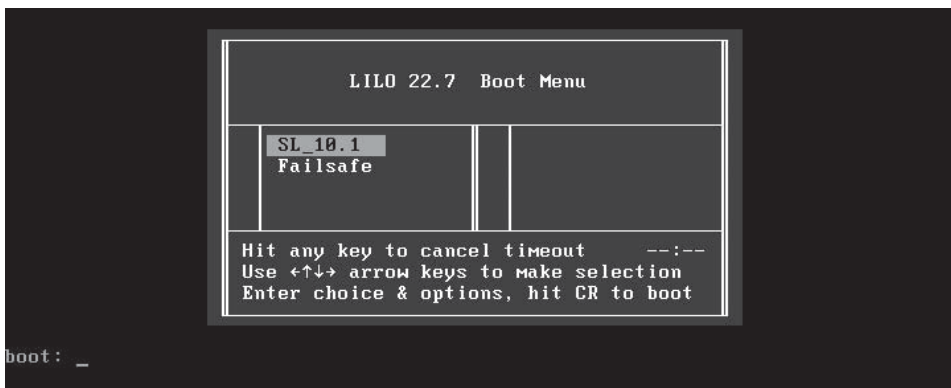 LILO 22.7 Boot Menu
SL_10.1
Failsafe
Hit any key to cancel timeout --:--
Use ←↑↓→ arrow keys to make selection
Enter choice & options, hit CR to boot
boot: _